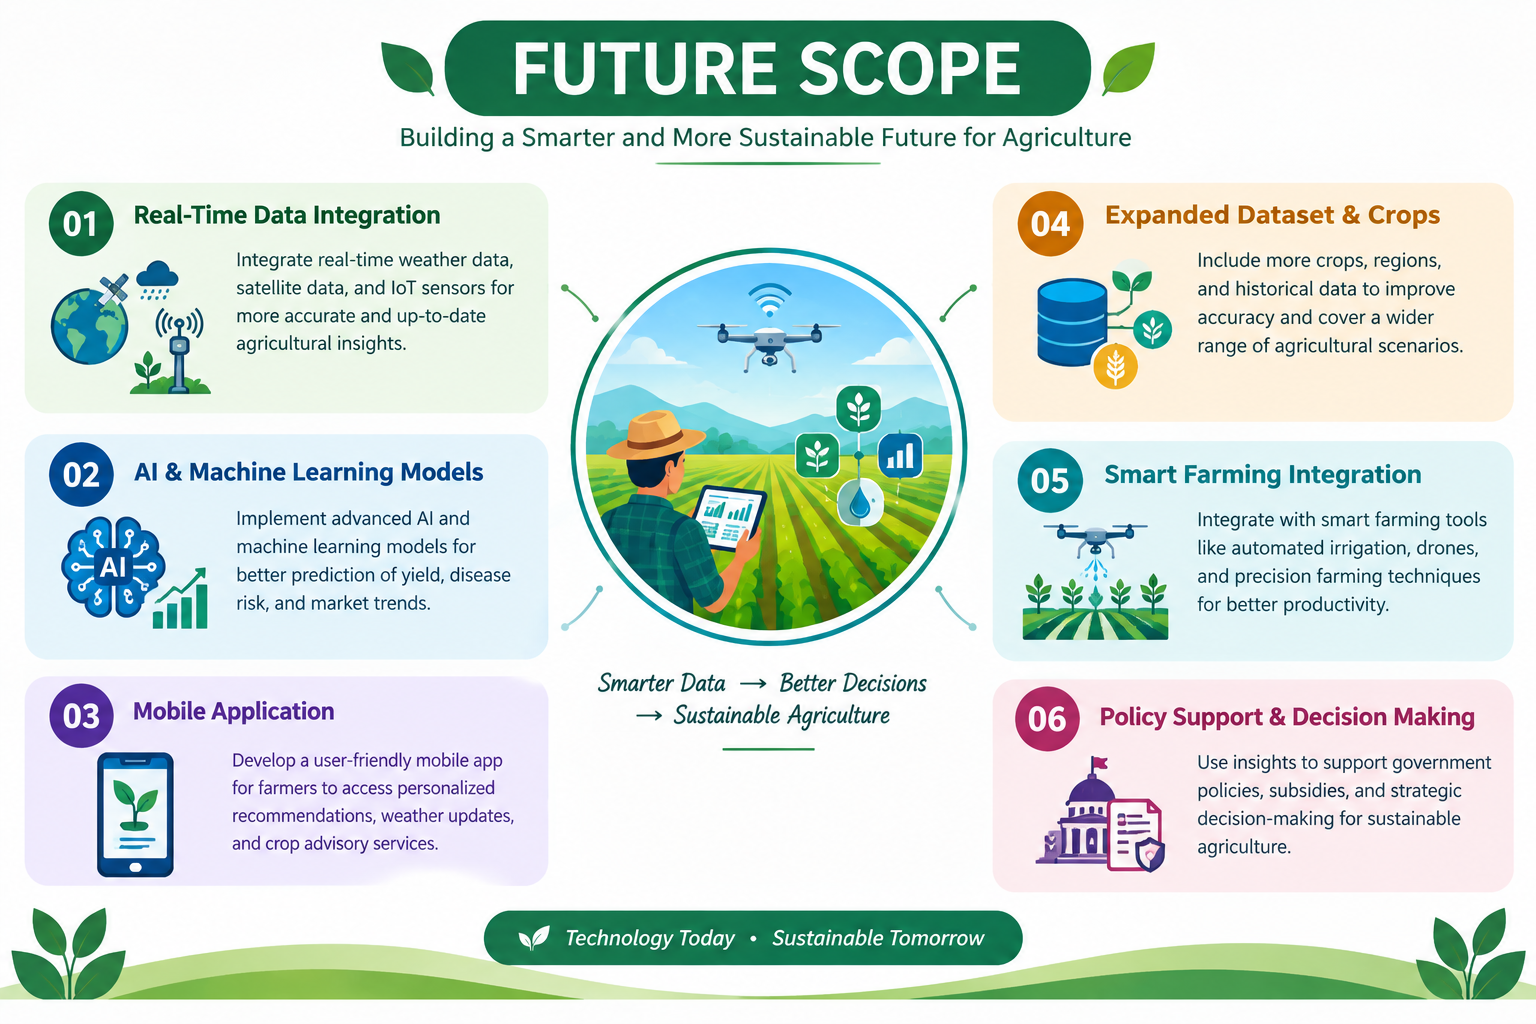 FUTURE SCOPE
Building a Smarter and More Sustainable Future for Agriculture
01
Real-Time Data Integration
Integrate real-time weather data,
satellite data, and IoT sensors for
more accurate and up-to-date
agricultural insights.
02
AI & Machine Learning Models
AI
Implement advanced AI and
machine learning models for
better prediction of yield, disease
risk, and market trends.
03
Mobile Application
Develop a user-friendly mobile app
for farmers to access personalized
recommendations, weather updates,
and crop advisory services.
Smarter Data → Better Decisions
→ Sustainable Agriculture
04
Expanded Dataset & Crops
Include more crops, regions,
and historical data to improve
accuracy and cover a wider
range of agricultural scenarios.
05
Smart Farming Integration
Integrate with smart farming tools
like automated irrigation, drones,
and precision farming techniques
for better productivity.
06
Policy Support & Decision Making
Use insights to support government
policies, subsidies, and strategic
decision-making for sustainable
agriculture.
Technology Today • Sustainable Tomorrow